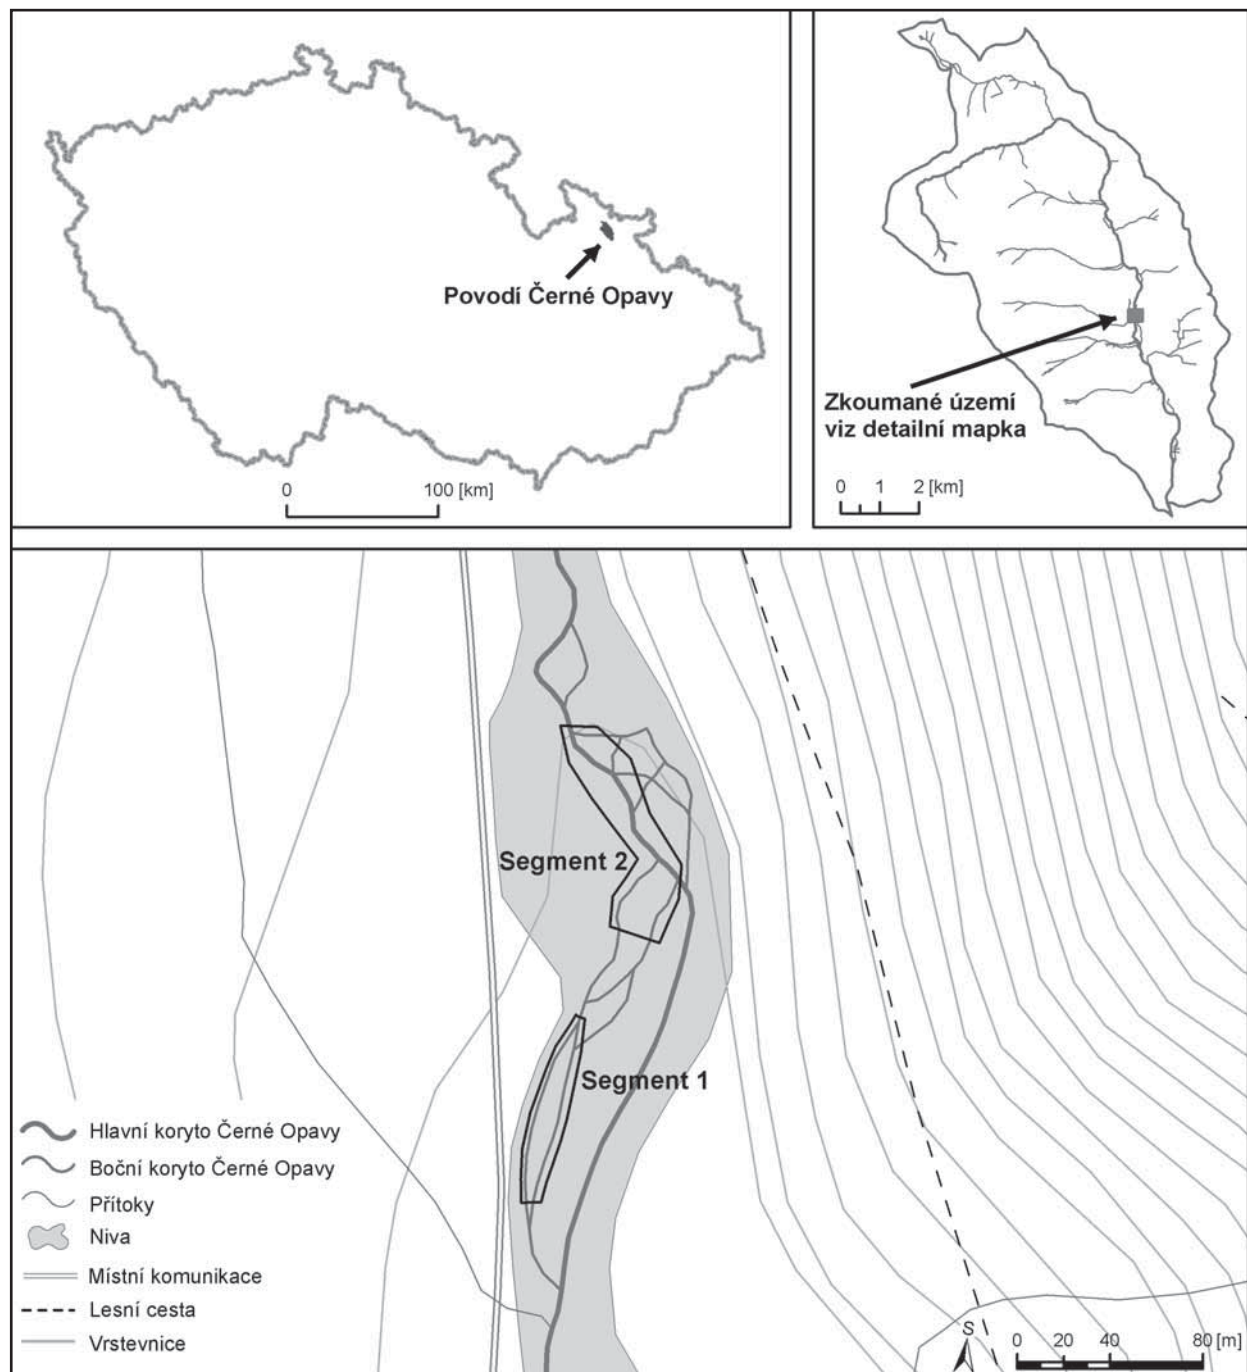 Povodí Černé Opavy
0 100 [km]
Zkoumané území
viz detailní mapka
0 1 2 [km]
Segment 2
Segment 1
Hlavní koryto Černé Opavy
Boční koryto Černé Opavy
Přítoky
Niva
Místní komunikace
Lesní cesta
Vrstevnice
S
0 20 40 80 [m]